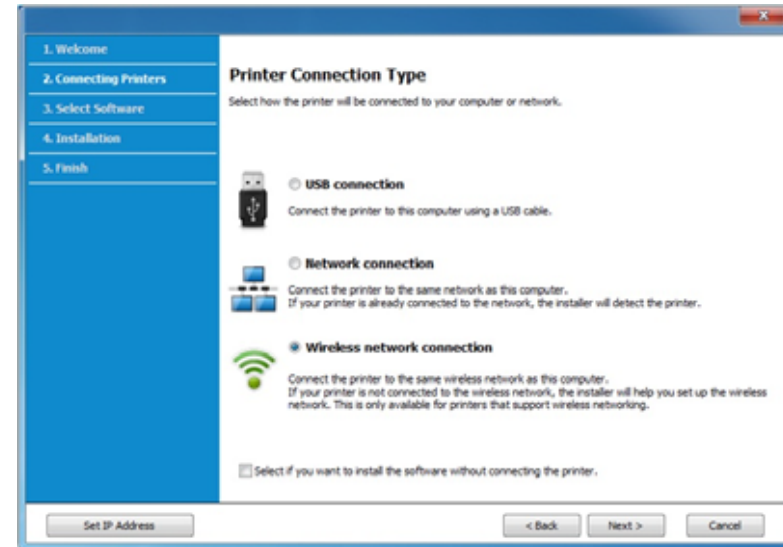 1. Welcome
2. Connecting Printers
3. Select Software
4. Installation
5. Finish
Printer Connection Type
Select how the printer will be connected to your computer or network.
USB connection
Connect the printer to this computer using a USB cable.
Network connection
Connect the printer to the same network as this computer.
If your printer is already connected to the network, the installer will detect the printer.
Wireless network connection
Connect the printer to the same wireless network as this computer.
If your printer is not connected to the wireless network, the installer will help you set up the wireless
network. This is only available for printers that support wireless networking.
Select if you want to install the software without connecting the printer.
Set IP Address
< Back
Next >
Cancel